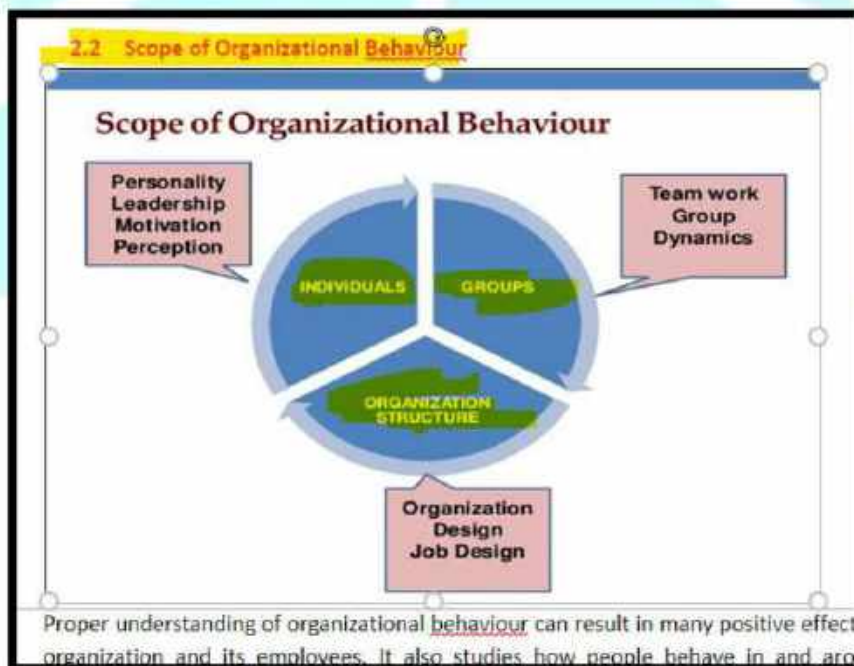 2.2 Scope of Organizational Behaviour
Scope of Organizational Behaviour
Personality
Leadership
Motivation
Perception
Team work
Group
Dynamics
INDIVIDUALS
GROUPS
ORGANIZATION
STRUCTURE
Organization
Design
Job Design
Proper understanding of organizational behaviour can result in many positive effect
organization and its employees. It also studies how people behave in and aro